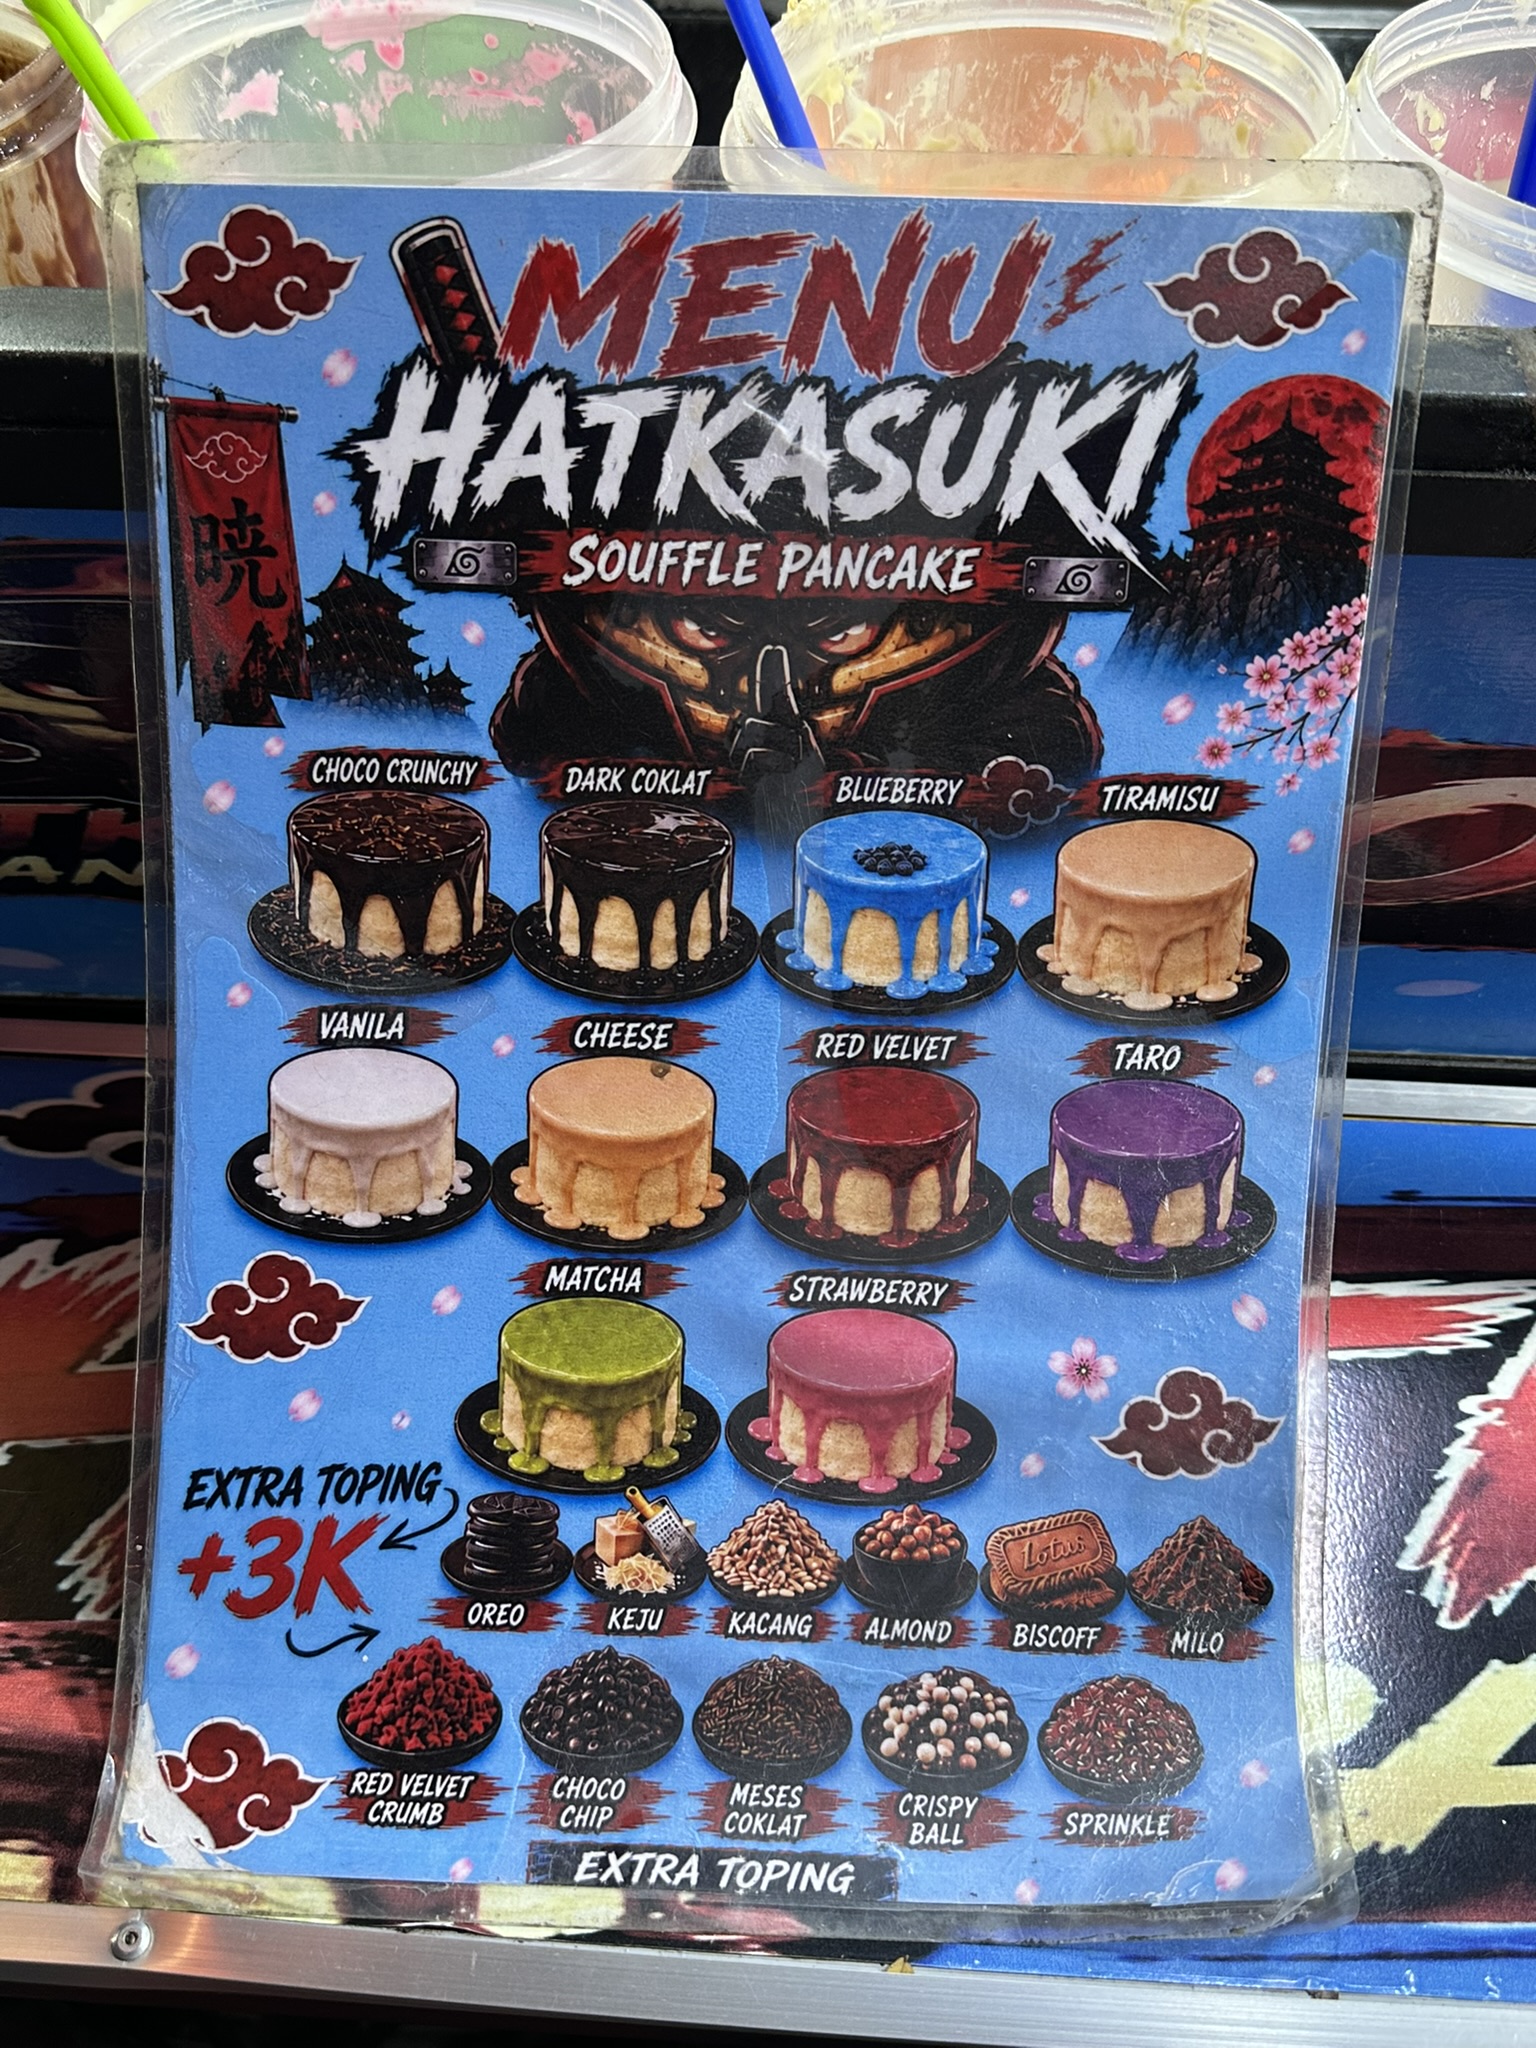 MENU
HATKASUKI
SOUFFLE PANCAKE
暁
CHOCO CRUNCHY
DARK COKLAT
BLUEBERRY
TIRAMISU
VANILA
CHEESE
RED VELVET
TARO
MATCHA
STRAWBERRY
EXTRA TOPING
+3K
Lotus
OREO
KEJU
KACANG
ALMOND
BISCOFF
MILO
RED VELVET
CRUMB
CHOCO
CHIP
MESES
COKLAT
CRISPY
BALL
SPRINKLE
EXTRA TOPING